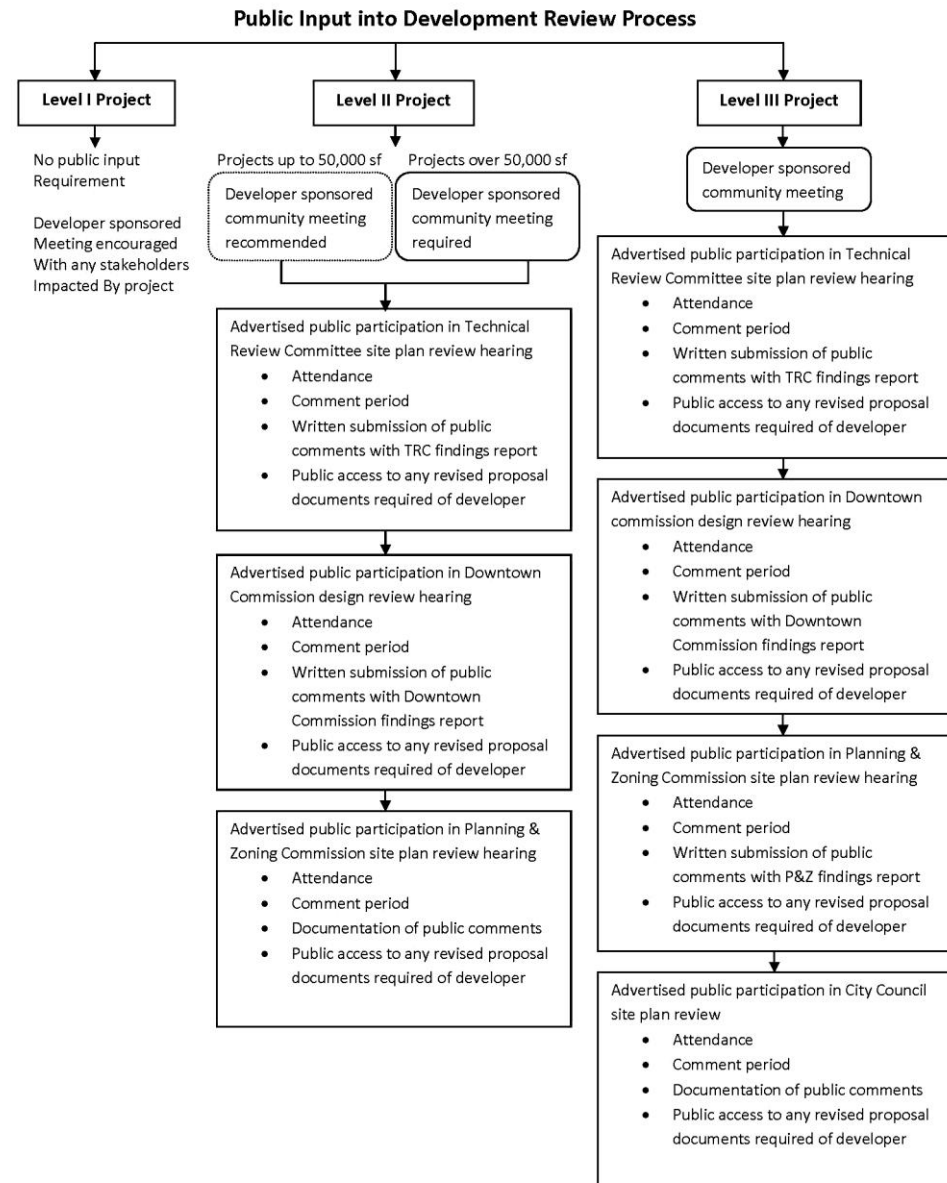 Public Input into Development Review Process
Level I Project
No public input
Requirement
Developer sponsored
Meeting encouraged
With any stakeholders
Impacted By project
Level II Project
Projects up to 50,000 sf
Developer sponsored
community meeting
recommended
Projects over 50,000 sf
Developer sponsored
community meeting
required
Advertised public participation in Technical
Review Committee site plan review hearing
• Attendance
• Comment period
• Written submission of public
comments with TRC findings report
• Public access to any revised proposal
documents required of developer
Advertised public participation in Downtown
Commission design review hearing
• Attendance
• Comment period
• Written submission of public
comments with Downtown
Commission findings report
• Public access to any revised proposal
documents required of developer
Advertised public participation in Planning &
Zoning Commission site plan review hearing
• Attendance
• Comment period
• Documentation of public comments
• Public access to any revised proposal
documents required of developer
Level III Project
Developer sponsored
community meeting
Advertised public participation in Technical
Review Committee site plan review hearing
• Attendance
• Comment period
• Written submission of public
comments with TRC findings report
• Public access to any revised proposal
documents required of developer
Advertised public participation in Downtown
commission design review hearing
• Attendance
• Comment period
• Written submission of public
comments with Downtown
Commission findings report
• Public access to any revised proposal
documents required of developer
Advertised public participation in Planning &
Zoning Commission site plan review hearing
• Attendance
• Comment period
• Written submission of public
comments with P&Z findings report
• Public access to any revised proposal
documents required of developer
Advertised public participation in City Council
site plan review
• Attendance
• Comment period
• Documentation of public comments
• Public access to any revised proposal
documents required of developer